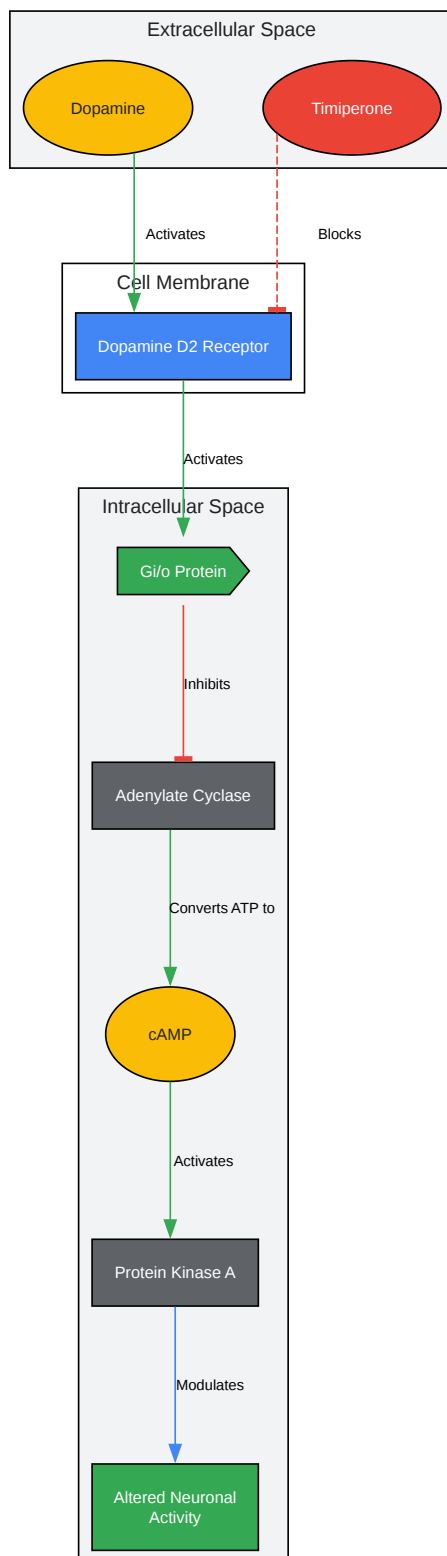 Extracellular Space
Dopamine
Timiperone
Activates
Blocks
Cell Membrane
Dopamine D2 Receptor
Activates
Intracellular Space
Gi/o Protein
Inhibits
Adenylate Cyclase
Converts ATP to
cAMP
Activates
Protein Kinase A
Modulates
Altered Neuronal
Activity